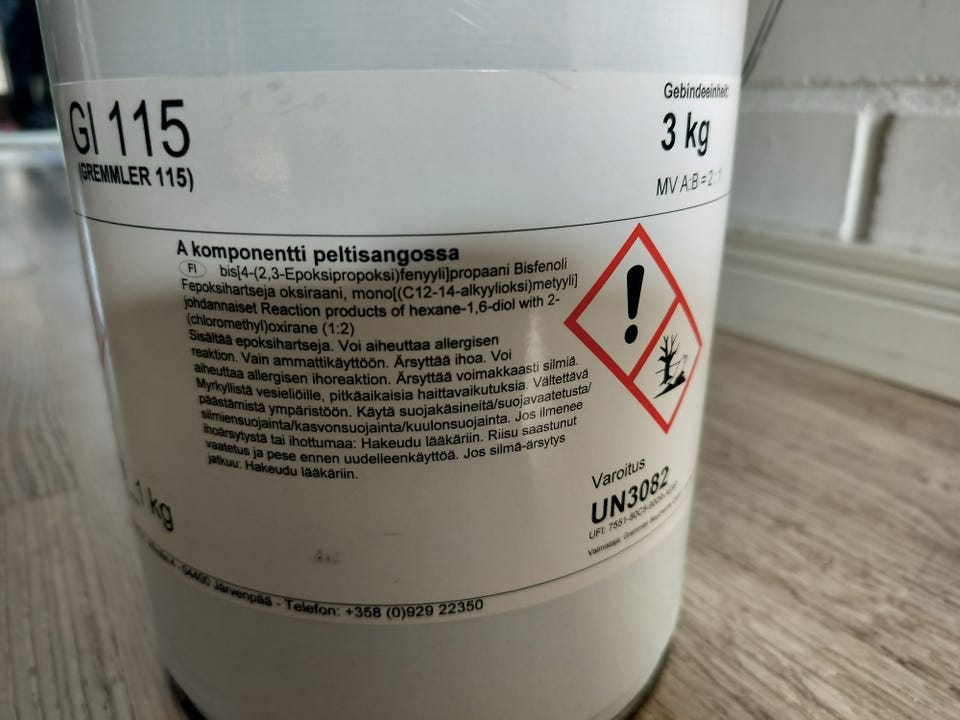 GI 115
(GREMMLER 115)
Gebindeeinheit:
3 kg
MV A:B = 2 : 1
A komponentti peltisangossa
FI bis[4-(2,3-Epoksipropoksi)fenyyli]propaani Bisfenoli
Fepoksihartseja oksiraani, mono[(C12-14-alkyylioksi)metyyli]
johdannaiset Reaction products of hexane-1,6-diol with 2-
(chloromethyl)oxirane (1:2)
Sisältää epoksihartseja. Voi aiheuttaa allergisen
reaktion. Vain ammattikäyttöön. Ärsyttää ihoa. Voi
aiheuttaa allergisen ihoreaktion. Ärsyttää voimakkaasti silmiä.
Myrkyllistä vesieliöille, pitkäaikaisia haittavaikutuksia. Vältettävä
päästämistä ympäristöön. Käytä suojakäsineitä/suojavaatetusta/
silmiensuojainta/kasvonsuojainta/kuulonsuojainta. Jos ilmenee
ihoärsytystä tai ihottumaa: Hakeudu lääkäriin. Riisu saastunut
vaatetus ja pese ennen uudelleenkäyttöä. Jos silmä-ärsytys
jatkuu: Hakeudu lääkäriin.
Varoitus
UN3082
UFI:
Valmistaja: Gremmler
1 kg
04400 Järvenpää - Telefon: +358 (0)929 22350